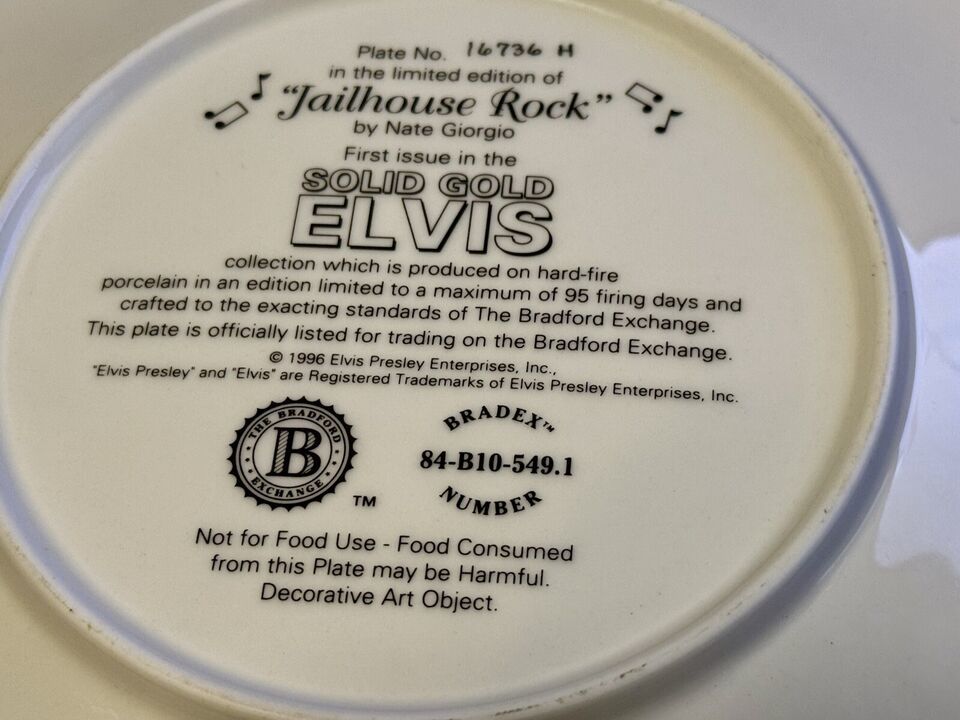 Plate No. 16736 H
in the limited edition of
"Jailhouse Rock"
by Nate Giorgio
First issue in the
SOLID GOLD
ELVIS
collection which is produced on hard-fire
porcelain in an edition limited to a maximum of 95 firing days and
crafted to the exacting standards of The Bradford Exchange.
This plate is officially listed for trading on the Bradford Exchange.
© 1996 Elvis Presley Enterprises, Inc.,
"Elvis Presley" and "Elvis" are Registered Trademarks of Elvis Presley Enterprises, Inc.
THE BRADFORD
B
EXCHANGE
TM
BRADEX™
84-B10-549.1
NUMBER
Not for Food Use - Food Consumed
from this Plate may be Harmful.
Decorative Art Object.